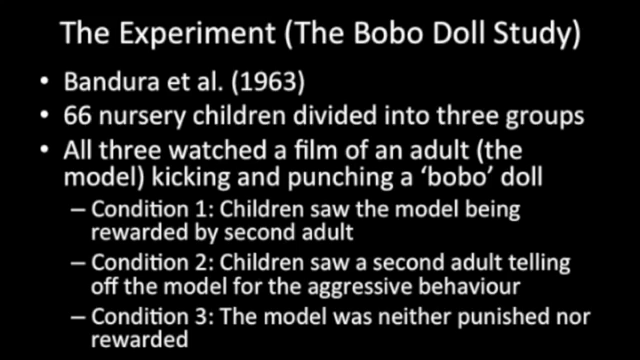 The Experiment (The Bobo Doll Study)
• Bandura et al. (1963)
• 66 nursery children divided into three groups
• All three watched a film of an adult (the
model) kicking and punching a ‘bobo’ doll
– Condition 1: Children saw the model being
rewarded by second adult
– Condition 2: Children saw a second adult telling
off the model for the aggressive behaviour
– Condition 3: The model was neither punished nor
rewarded